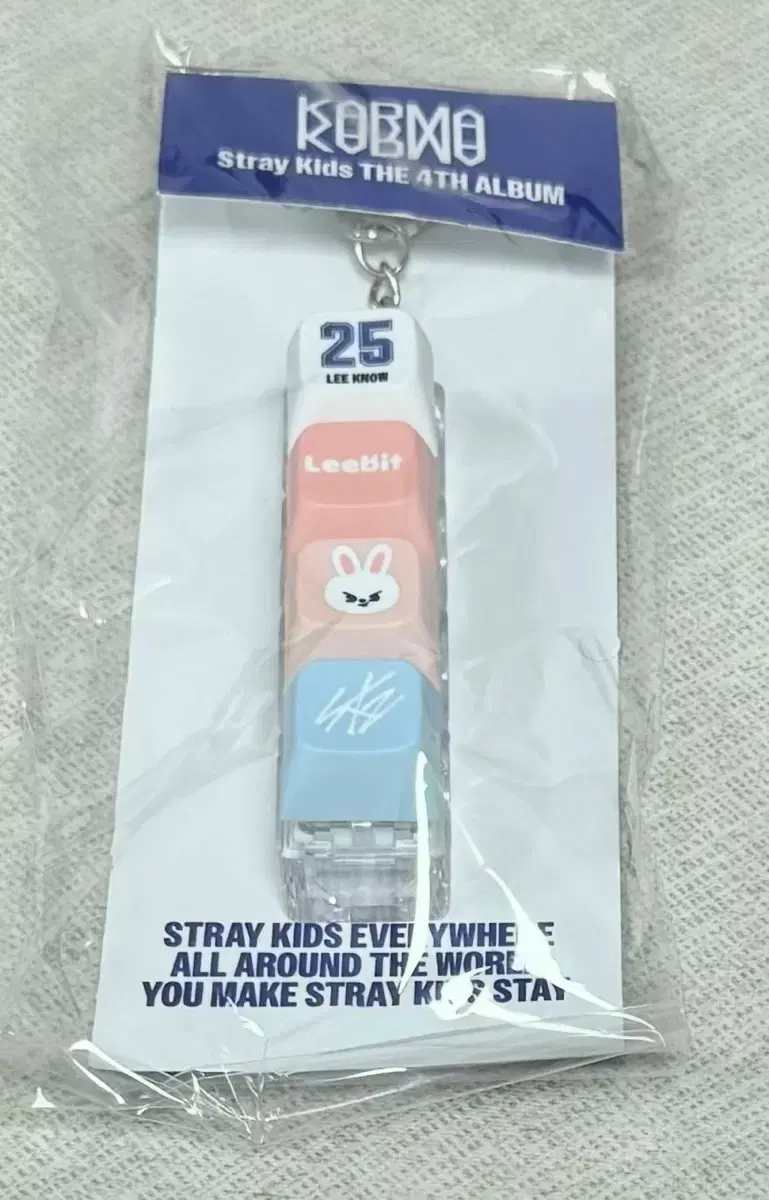 KARMA
Stray Kids THE 4TH ALBUM
25
LEE KNOW
LeeBit
SKZ
STRAY KIDS EVERYWHERE
ALL AROUND THE WORLD
YOU MAKE STRAY KIDS STAY